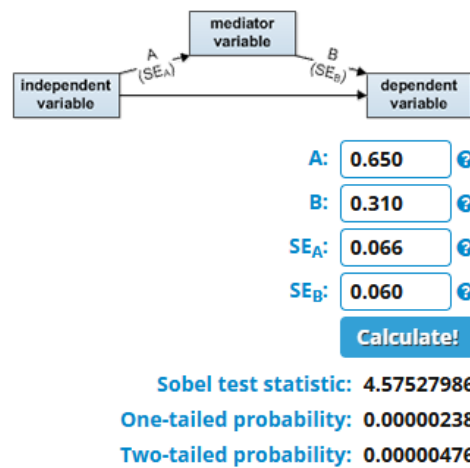 mediator
variable
A
(SEA)
B
(SEB)
independent
variable
dependent
variable
A: 0.650 ?
B: 0.310 ?
SEA: 0.066 ?
SEB: 0.060 ?
Calculate!
Sobel test statistic: 4.57527986
One-tailed probability: 0.00000238
Two-tailed probability: 0.00000476